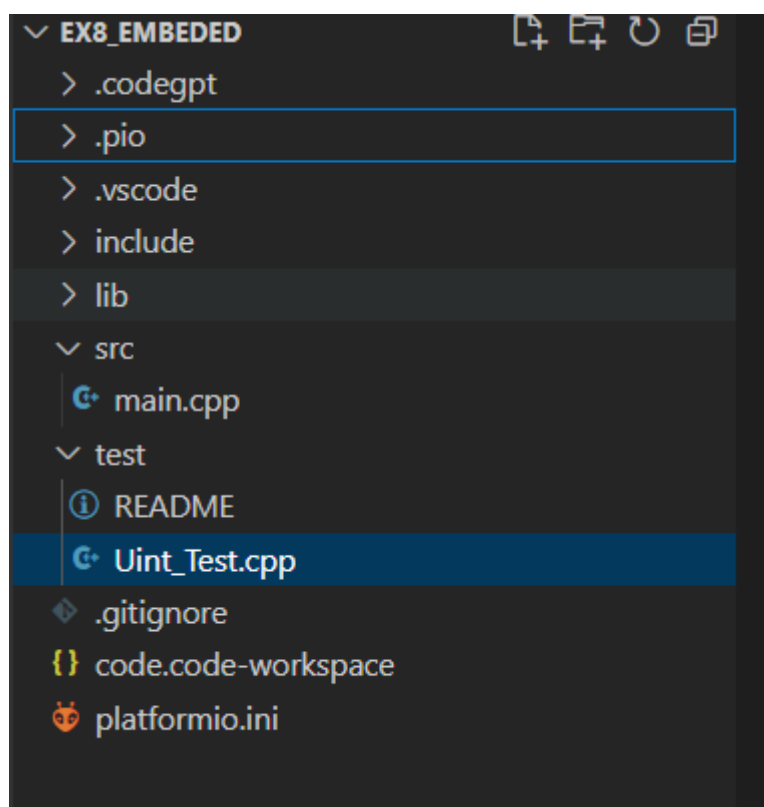 EX8_EMBEDED
.codegpt
.pio
.vscode
include
lib
src
main.cpp
test
README
Uint_Test.cpp
.gitignore
code.code-workspace
platformio.ini